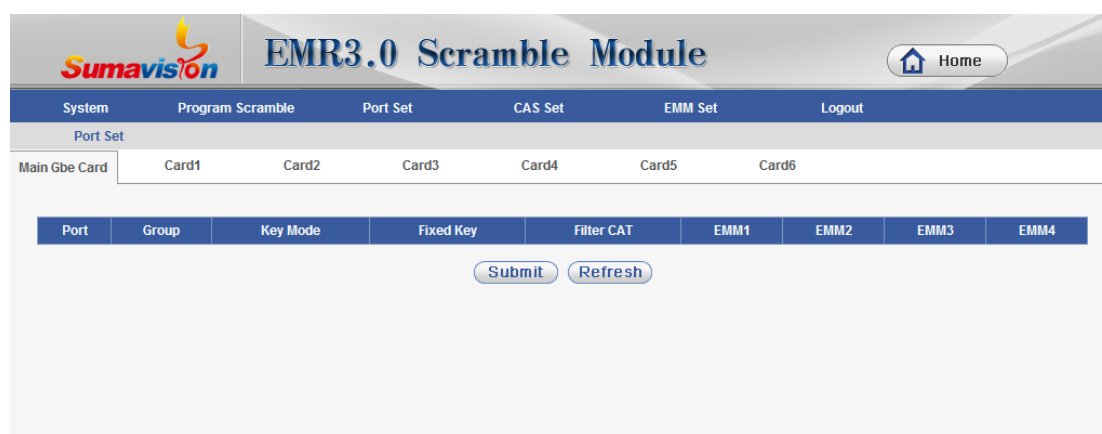 Sumavision EMR3.0 Scramble Module Home
System Program Scramble Port Set CAS Set EMM Set Logout
Port Set
Main Gbe Card Card1 Card2 Card3 Card4 Card5 Card6
Port Group Key Mode Fixed Key Filter CAT EMM1 EMM2 EMM3 EMM4
Submit Refresh